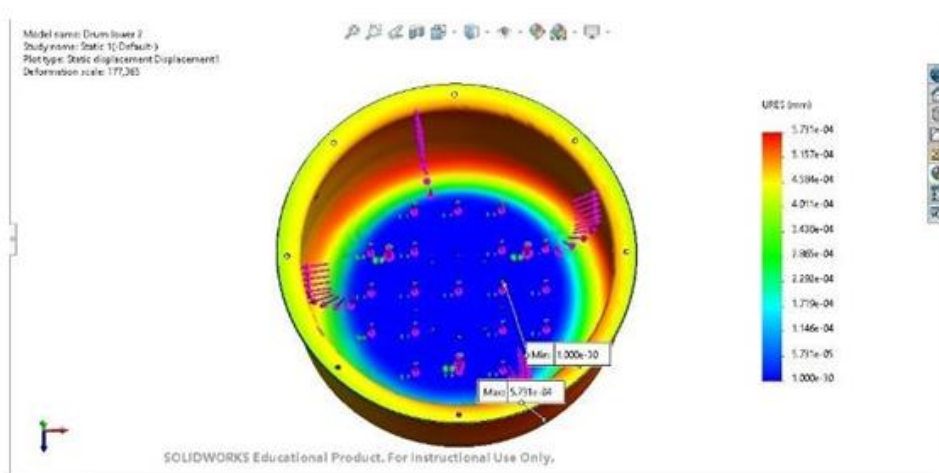 Model name: Drum lower 2
Study name: Static 1(-Default-)
Plot type: Static displacement Displacement1
Deformation scale: 177,365
URES (mm)
5.731e-04
5.157e-04
4.584e-04
4.011e-04
3.438e-04
2.865e-04
2.292e-04
1.719e-04
1.146e-04
5.731e-05
1.000e-30
Min: 1.000e-30
Max: 5.731e-04
SOLIDWORKS Educational Product. For Instructional Use Only.